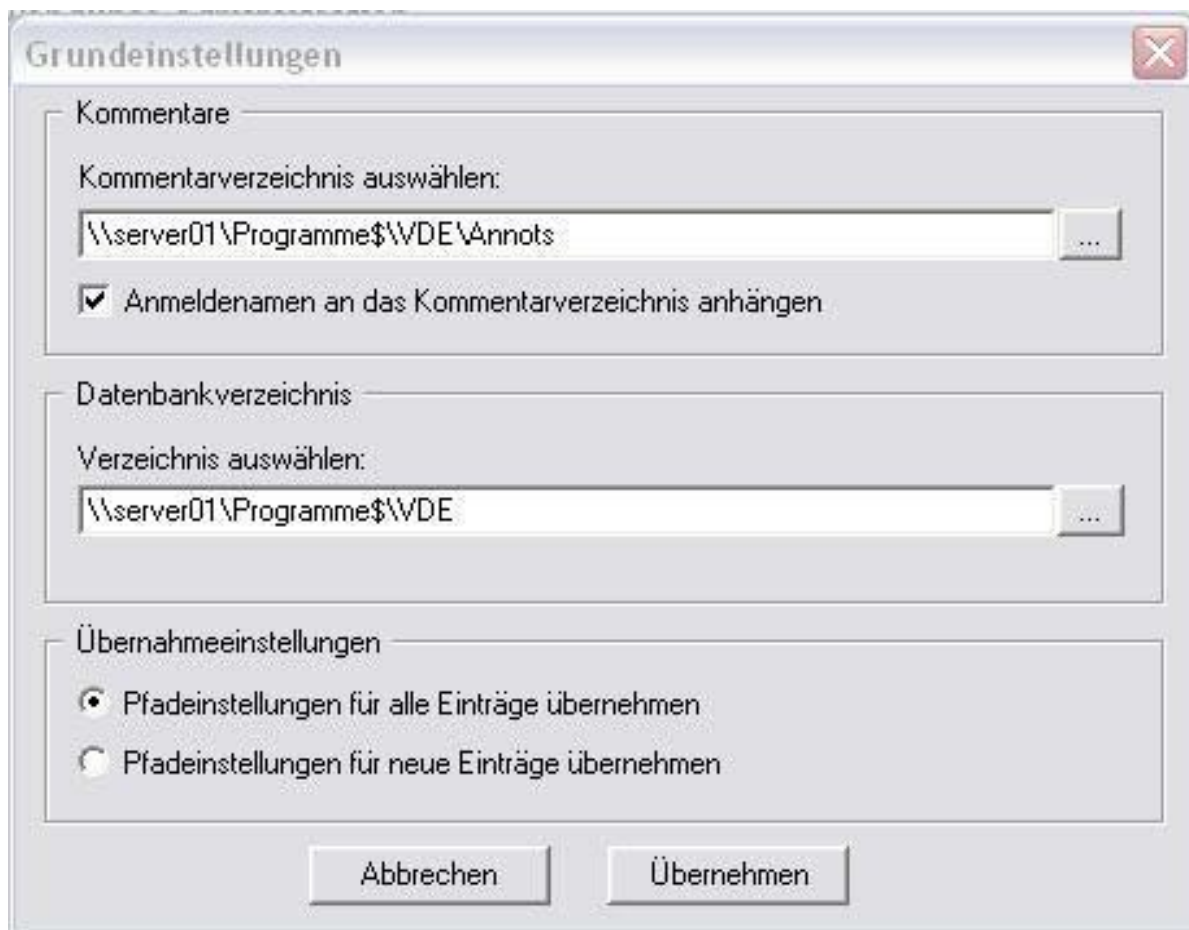 Grundeinstellungen
Kommentare
Kommentarverzeichnis auswählen:
\\server01\Programme$\VDE\Annots
...
Anmeldenamen an das Kommentarverzeichnis anhängen
Datenbankverzeichnis
Verzeichnis auswählen:
\\server01\Programme$\VDE
...
Übernahmeeinstellungen
Pfadeinstellungen für alle Einträge übernehmen
Pfadeinstellungen für neue Einträge übernehmen
Abbrechen
Übernehmen